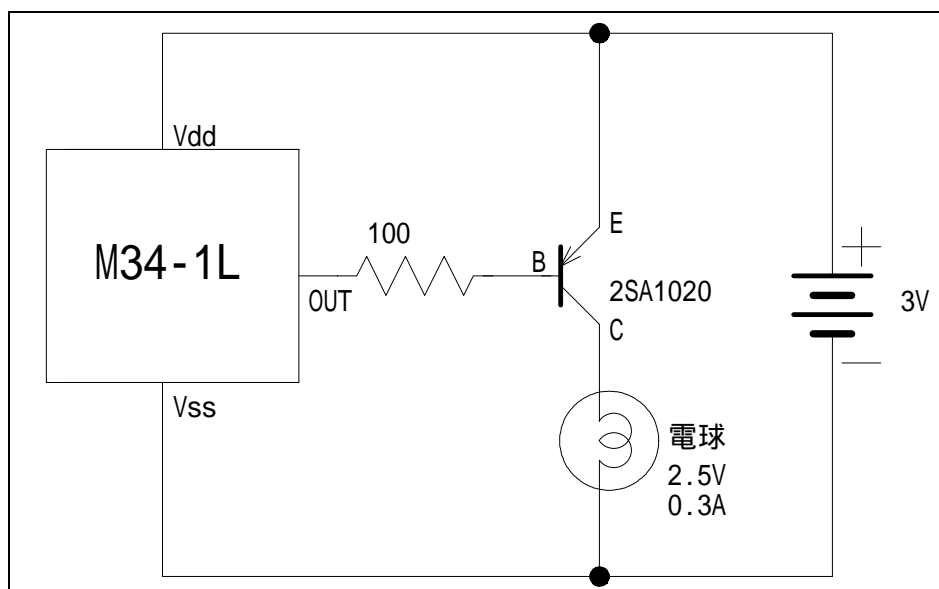 Vdd
M34-1L
OUT
Vss
100
B
E
C
2SA1020
電球
2.5V
0.3A
+
3V
−